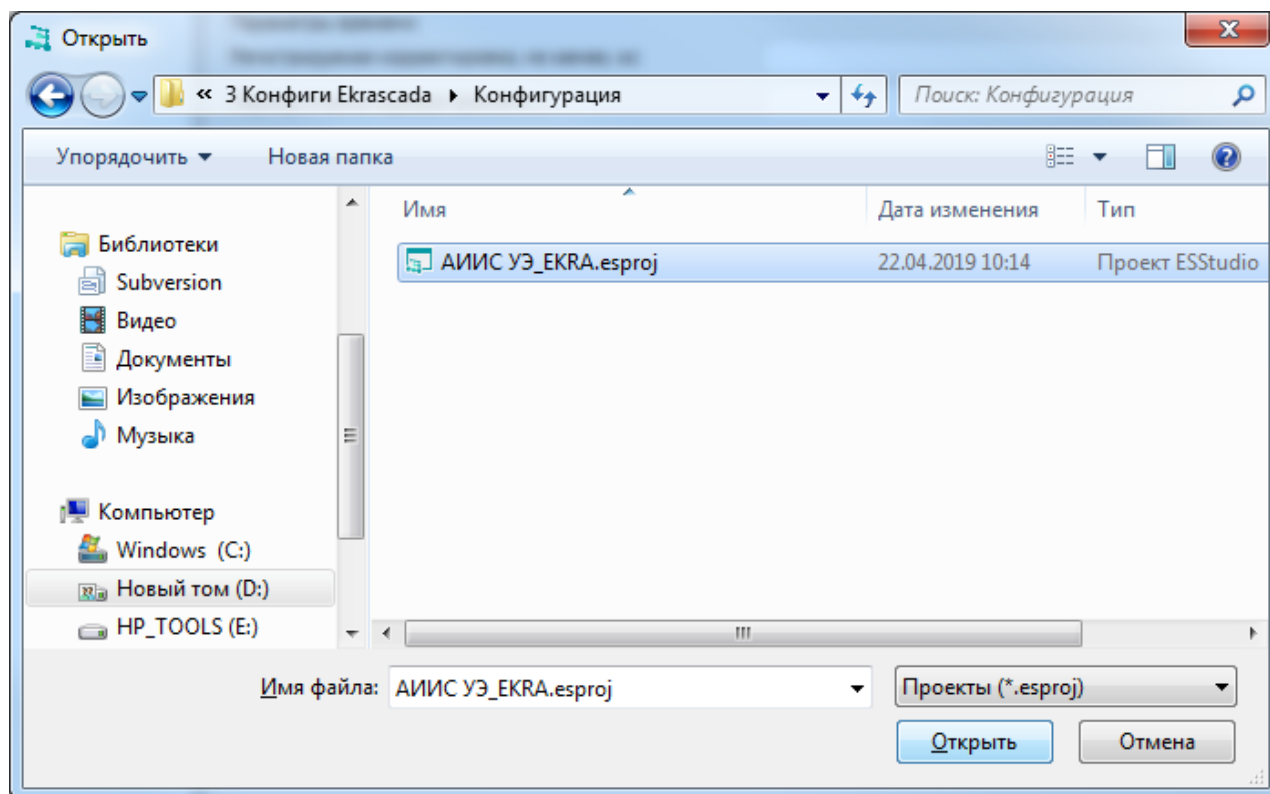 Открыть
« 3 Конфиги Ekrascada ▸ Конфигурация
Поиск: Конфигурация
Упорядочить
Новая папка
Имя
Дата изменения
Тип
Библиотеки
Subversion
Видео
Документы
Изображения
Музыка
Компьютер
Windows (C:)
Новый том (D:)
HP_TOOLS (E:)
АИИС УЭ_EKRA.esproj
22.04.2019 10:14
Проект ESStudio
Имя файла:
АИИС УЭ_EKRA.esproj
Проекты (*.esproj)
Открыть
Отмена